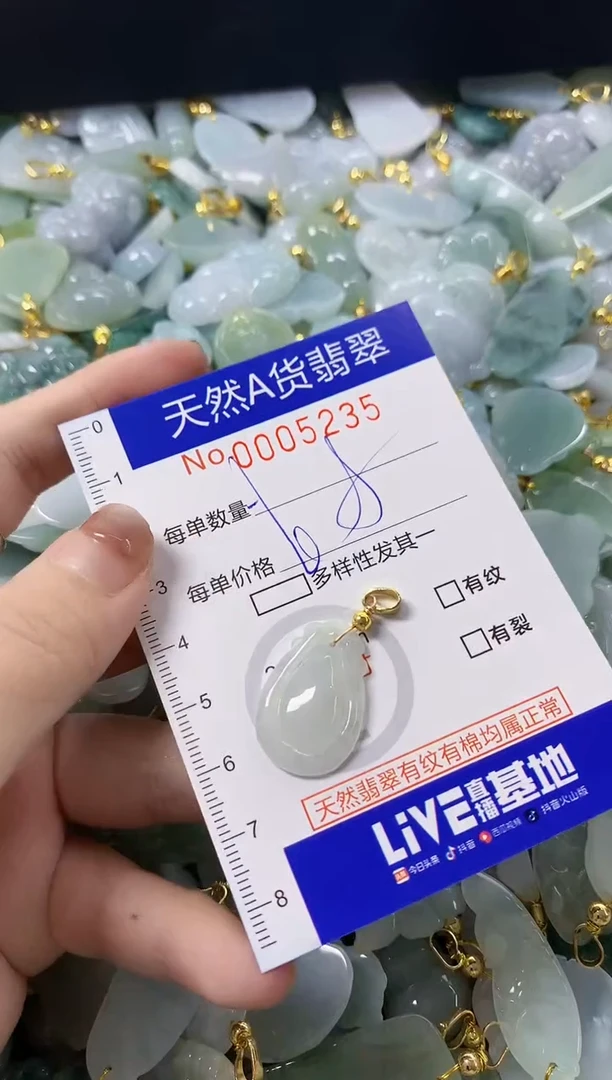 天然A货翡翠
No0005235
每单数量
68
每单价格
多样性发其一
有纹
有裂
天然翡翠有纹有棉均属正常
LiVE直播基地
今日头条 抖音 西瓜视频 抖音火山版
0
1
3
4
5
6
7
8